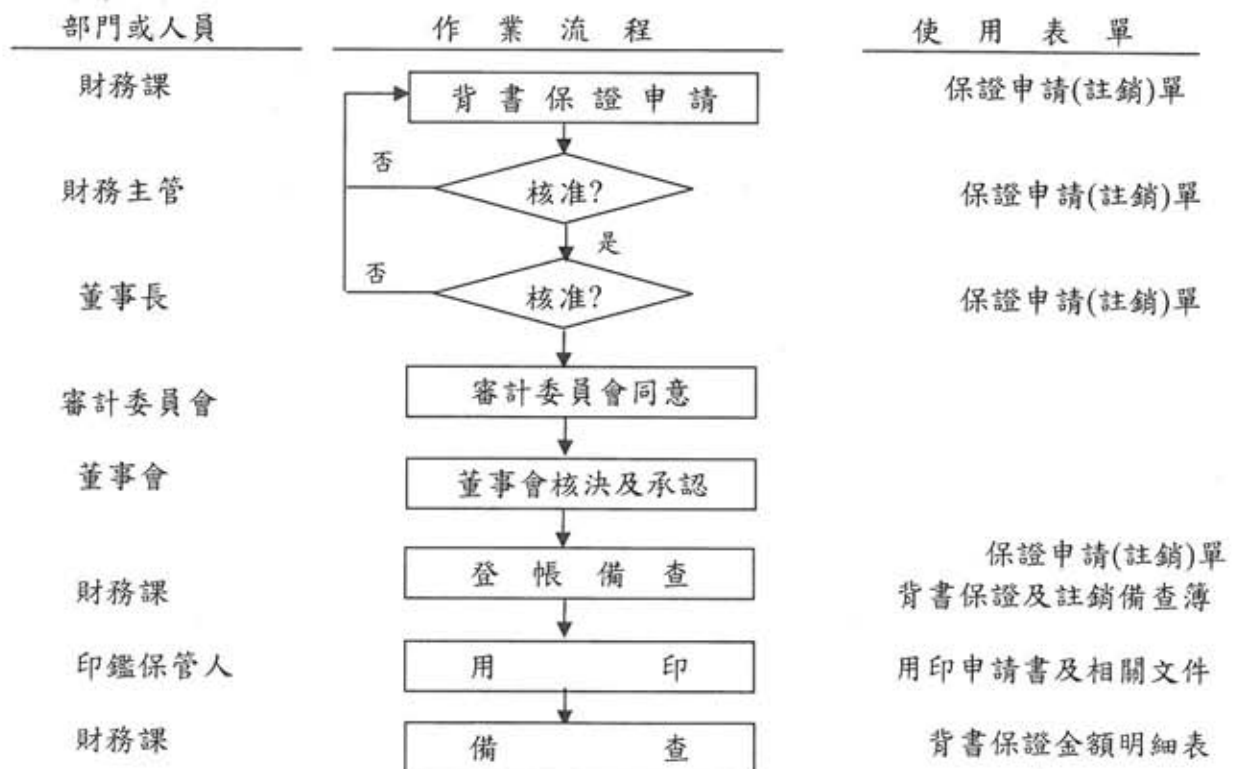 部門或人員 作業流程 使用表單
財務課 背書保證申請 保證申請(註銷)單
否
財務主管 核准? 保證申請(註銷)單
是
否
董事長 核准? 保證申請(註銷)單
審計委員會 審計委員會同意
董事會 董事會核決及承認
保證申請(註銷)單
財務課 登帳備查 背書保證及註銷備查簿
印鑑保管人 用印 用印申請書及相關文件
財務課 備查 背書保證金額明細表